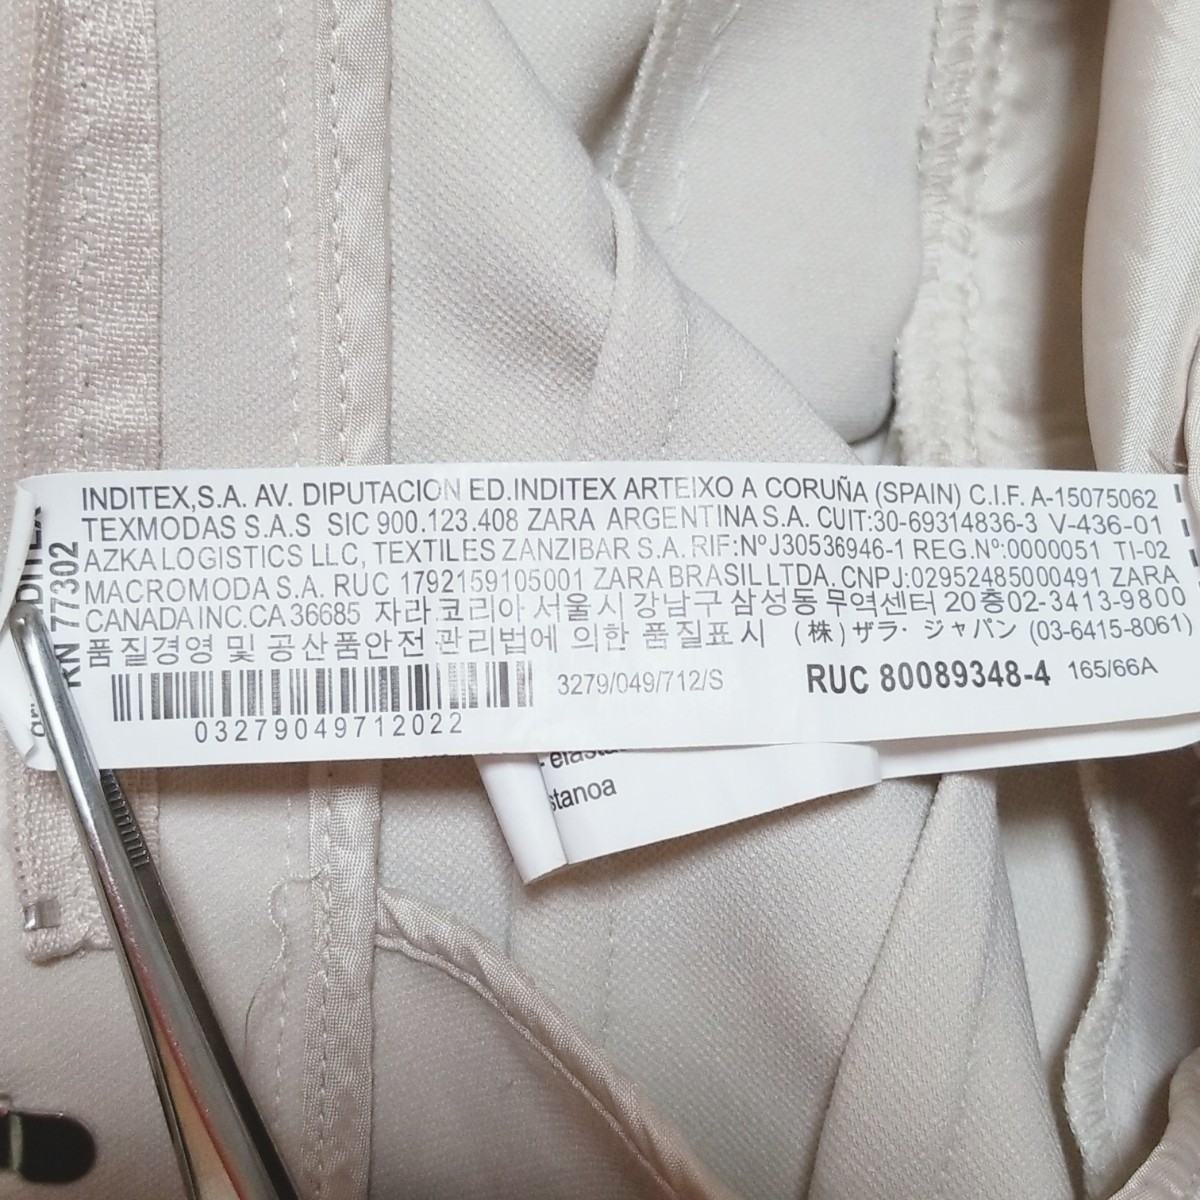 INDITEX,S.A. AV. DIPUTACION ED.INDITEX ARTEIXO A CORUÑA (SPAIN) C.I.F. A-15075062
TEXMODAS S.A.S SIC 900.123.408 ZARA ARGENTINA S.A. CUIT:30-69314836-3 V-436-01
AZKA LOGISTICS LLC, TEXTILES ZANZIBAR S.A. RIF:NºJ30536946-1 REG.Nº:0000051 TI-02
MACROMODA S.A. RUC 1792159105001 ZARA BRASIL LTDA. CNPJ:02952485000491 ZARA
CANADA INC.CA 36685 자라 코리아 서울시 강남구 삼성동 무역센터 20층02-3413-9800
품질경영 및 공산품안전 관리법에 의한 품질표시 (株)ザラ・ジャパン (03-6415-8061)
3279/049/712/S RUC 80089348-4 165/66A
03279049712022
RN 77302
stanoa